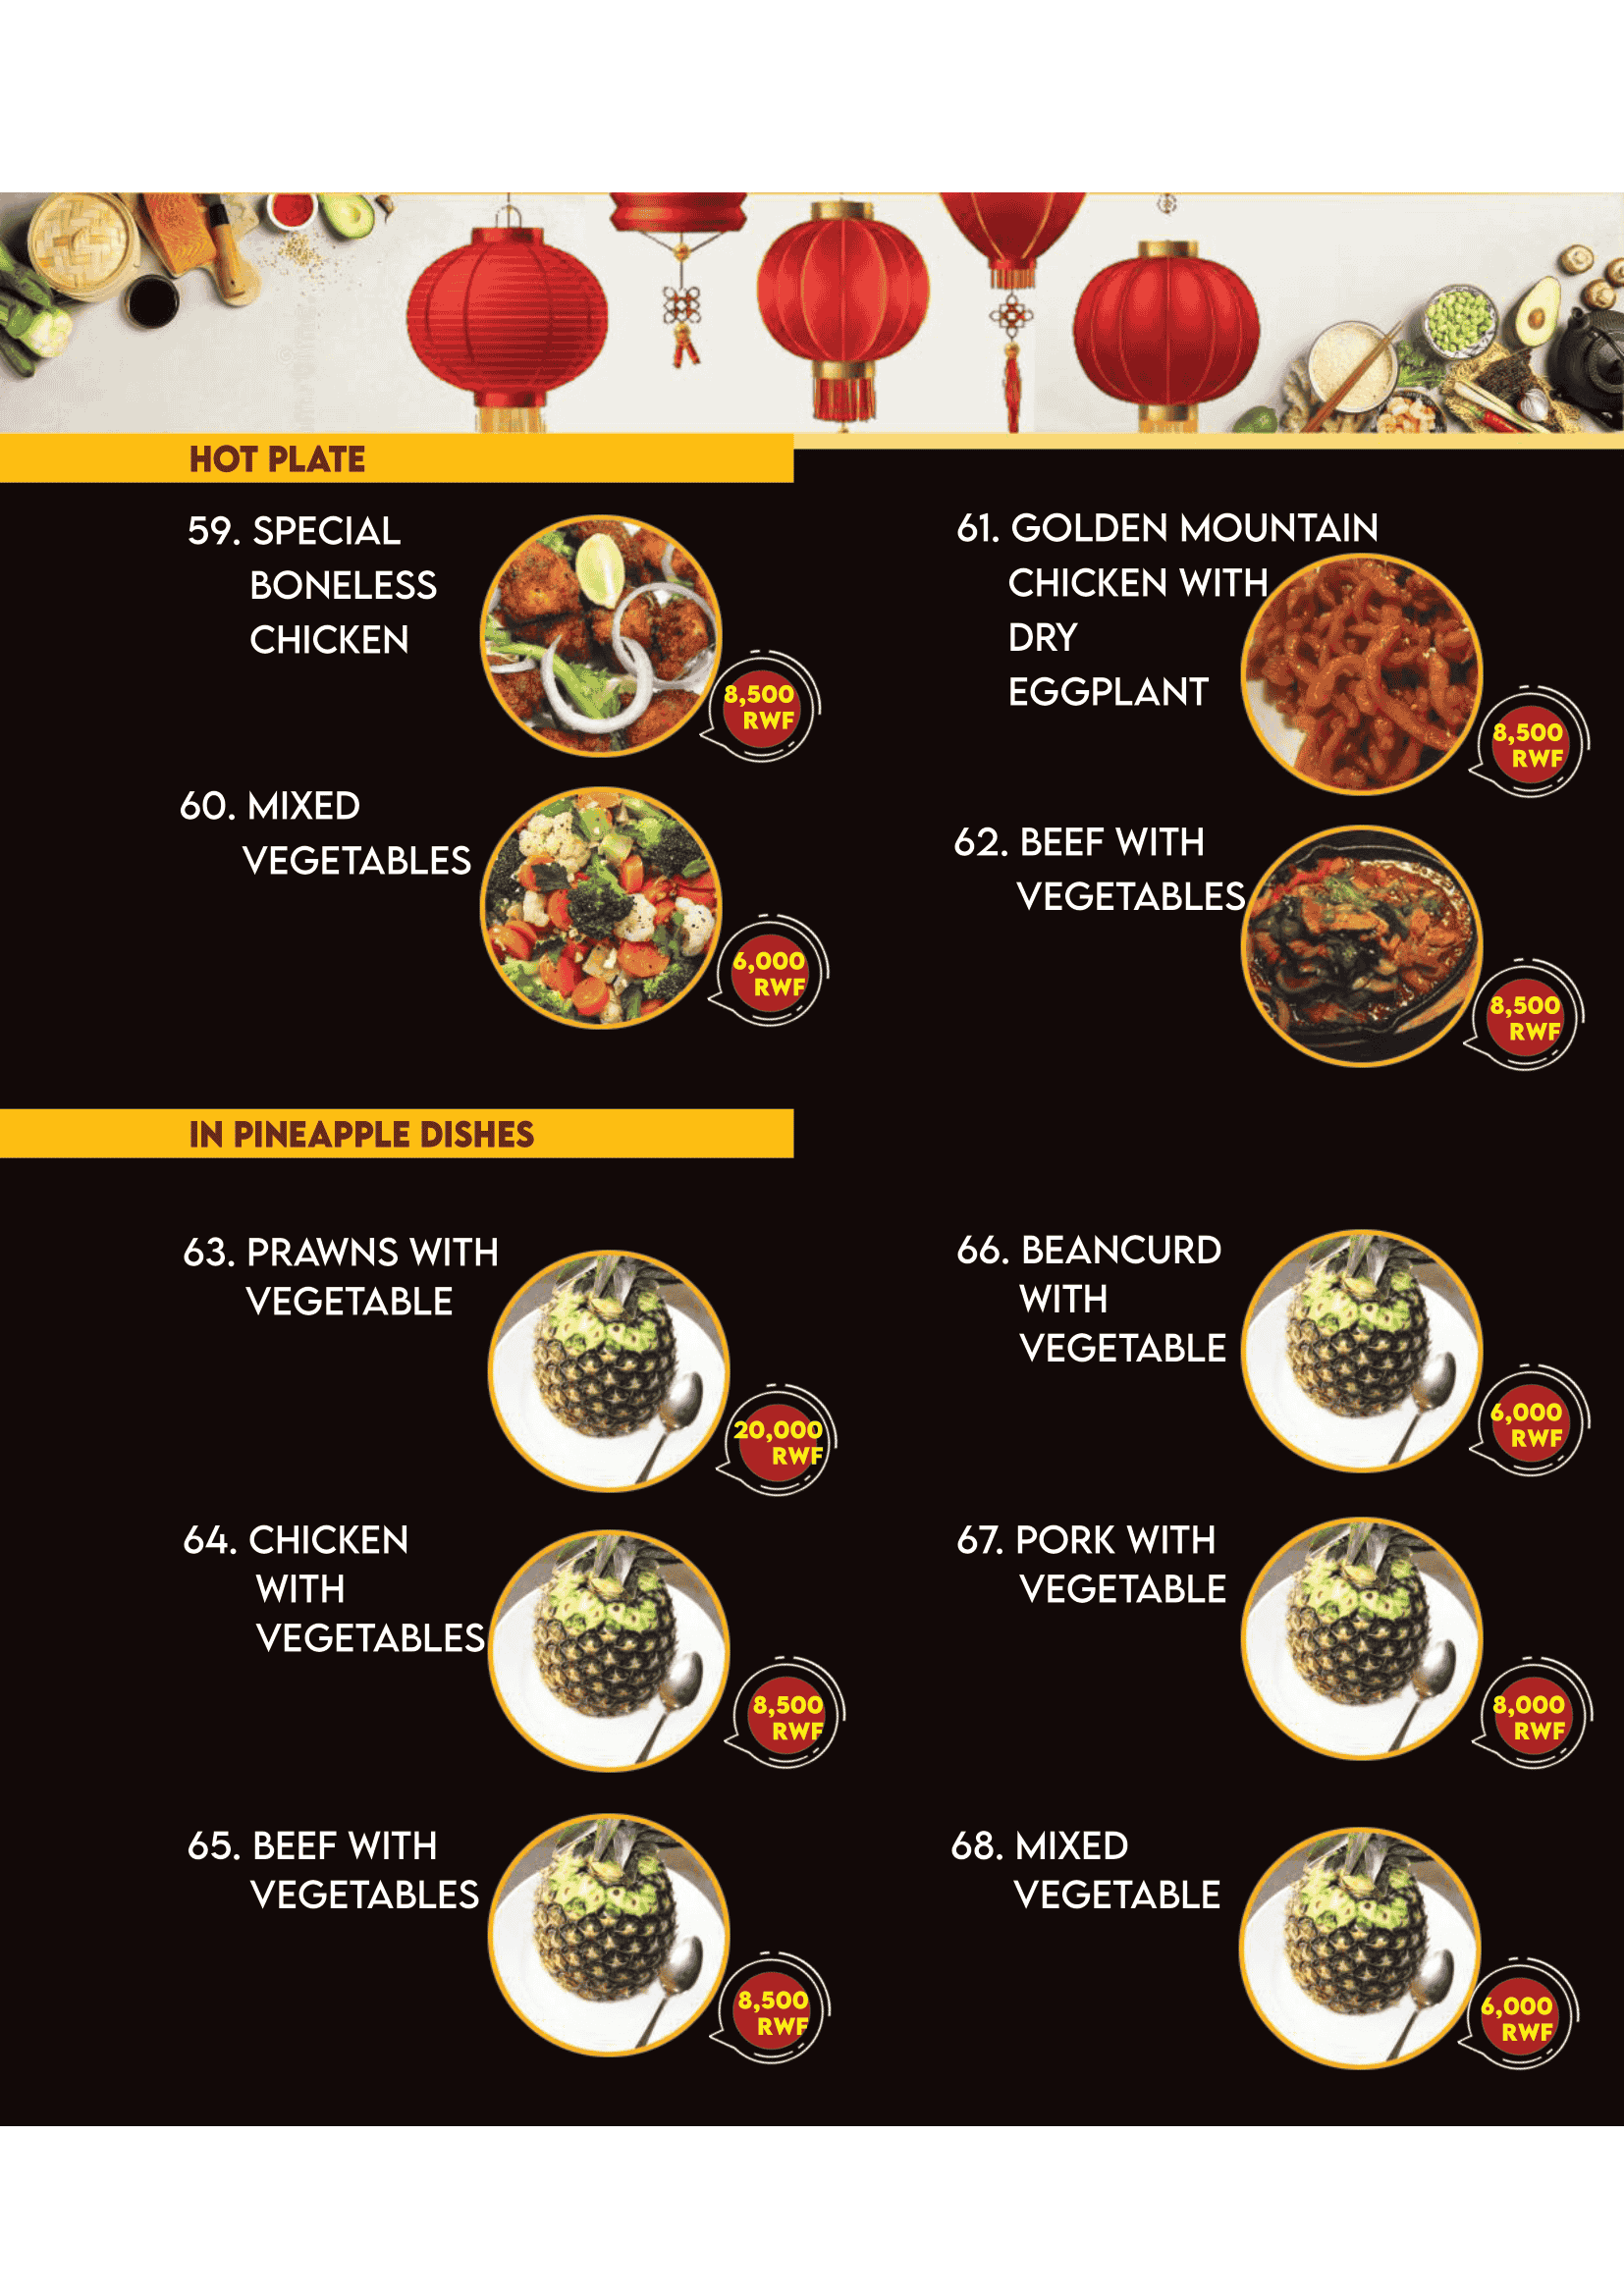 HOT PLATE
59. SPECIAL
BONELESS
CHICKEN
8,500
RWF
60. MIXED
VEGETABLES
6,000
RWF
61. GOLDEN MOUNTAIN
CHICKEN WITH
DRY
EGGPLANT
8,500
RWF
62. BEEF WITH
VEGETABLES
8,500
RWF
IN PINEAPPLE DISHES
63. PRAWNS WITH
VEGETABLE
20,000
RWF
64. CHICKEN
WITH
VEGETABLES
8,500
RWF
65. BEEF WITH
VEGETABLES
8,500
RWF
66. BEANCURD
WITH
VEGETABLE
6,000
RWF
67. PORK WITH
VEGETABLE
8,000
RWF
68. MIXED
VEGETABLE
6,000
RWF